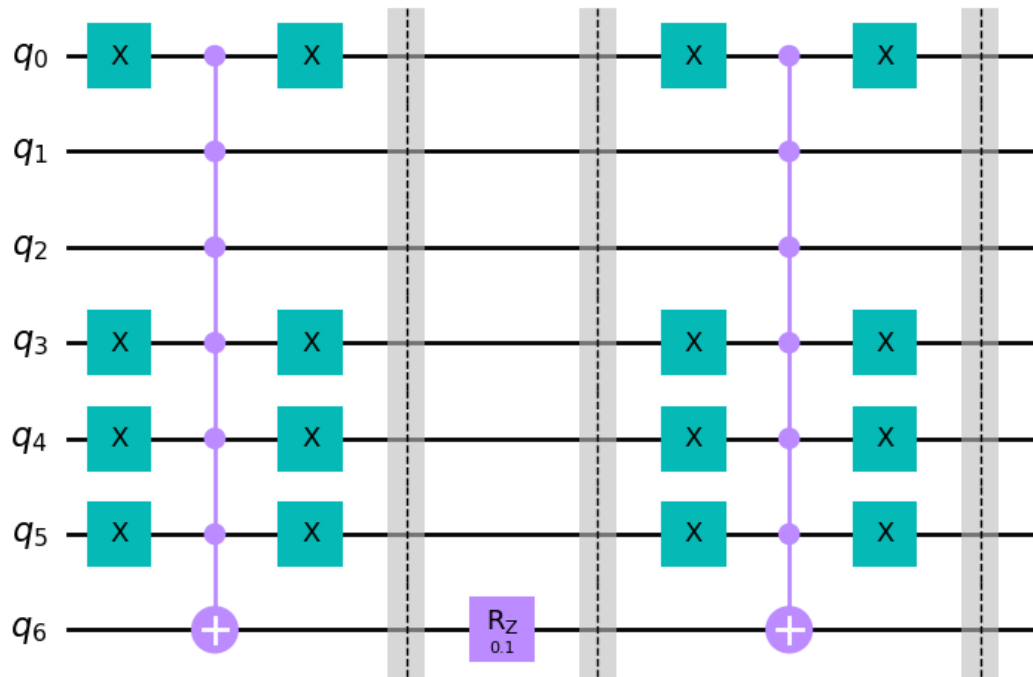 q0 X X X X
q1
q2
q3 X X X X
q4 X X X X
q5 X X X X
q6 RZ
0.1